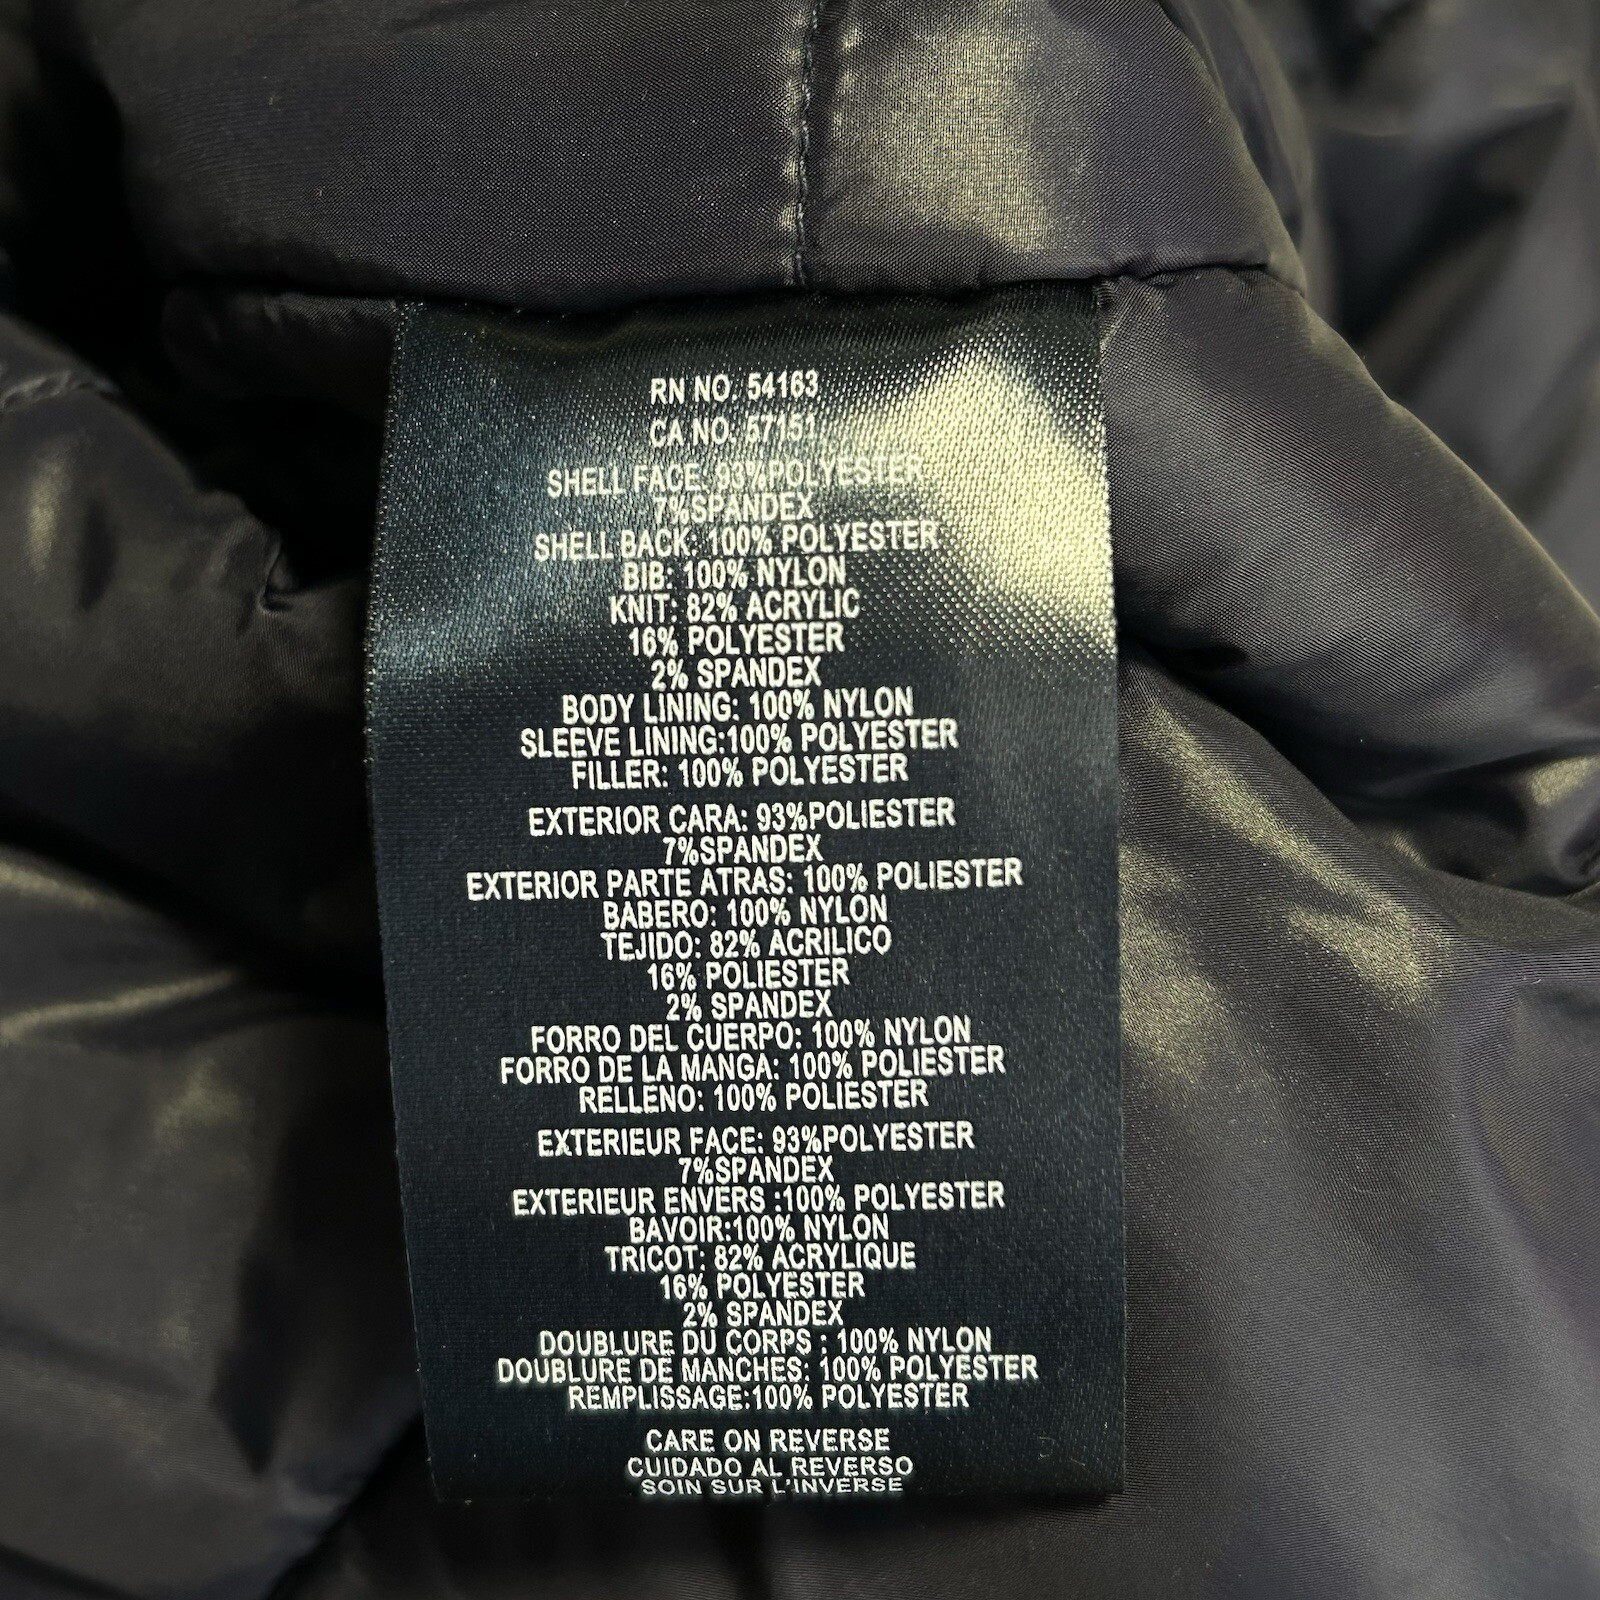 RN NO. 54163
CA NO. 57151
SHELL FACE: 93%POLYESTER
7%SPANDEX
SHELL BACK: 100% POLYESTER
BIB: 100% NYLON
KNIT: 82% ACRYLIC
16% POLYESTER
2% SPANDEX
BODY LINING: 100% NYLON
SLEEVE LINING:100% POLYESTER
FILLER: 100% POLYESTER
EXTERIOR CARA: 93%POLIESTER
7%SPANDEX
EXTERIOR PARTE ATRAS: 100% POLIESTER
BABERO: 100% NYLON
TEJIDO: 82% ACRILICO
16% POLIESTER
2% SPANDEX
FORRO DEL CUERPO: 100% NYLON
FORRO DE LA MANGA: 100% POLIESTER
RELLENO: 100% POLIESTER
EXTERIEUR FACE: 93%POLYESTER
7%SPANDEX
EXTERIEUR ENVERS :100% POLYESTER
BAVOIR:100% NYLON
TRICOT: 82% ACRYLIQUE
16% POLYESTER
2% SPANDEX
DOUBLURE DU CORPS : 100% NYLON
DOUBLURE DE MANCHES: 100% POLYESTER
REMPLISSAGE:100% POLYESTER
CARE ON REVERSE
CUIDADO AL REVERSO
SOIN SUR L'INVERSE